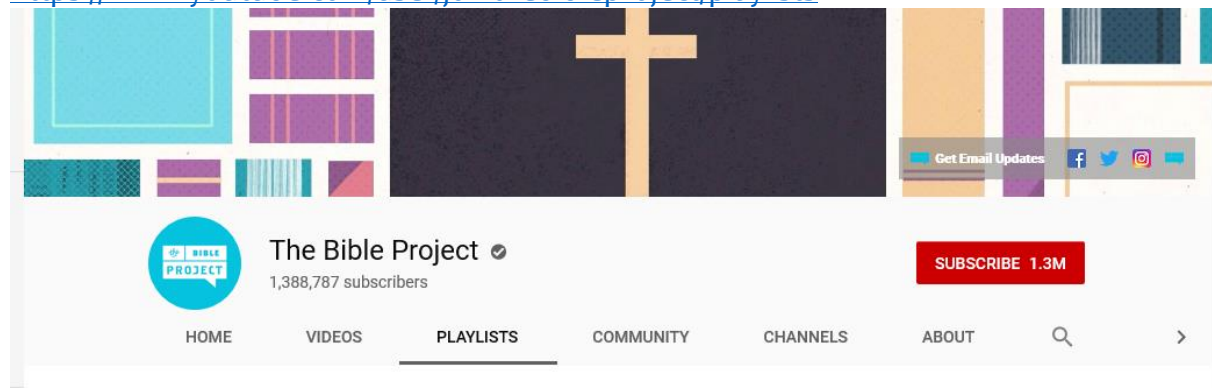 Get Email Updates
BIBLE
PROJECT
The Bible Project
1,388,787 subscribers
SUBSCRIBE 1.3M
HOME VIDEOS PLAYLISTS COMMUNITY CHANNELS ABOUT